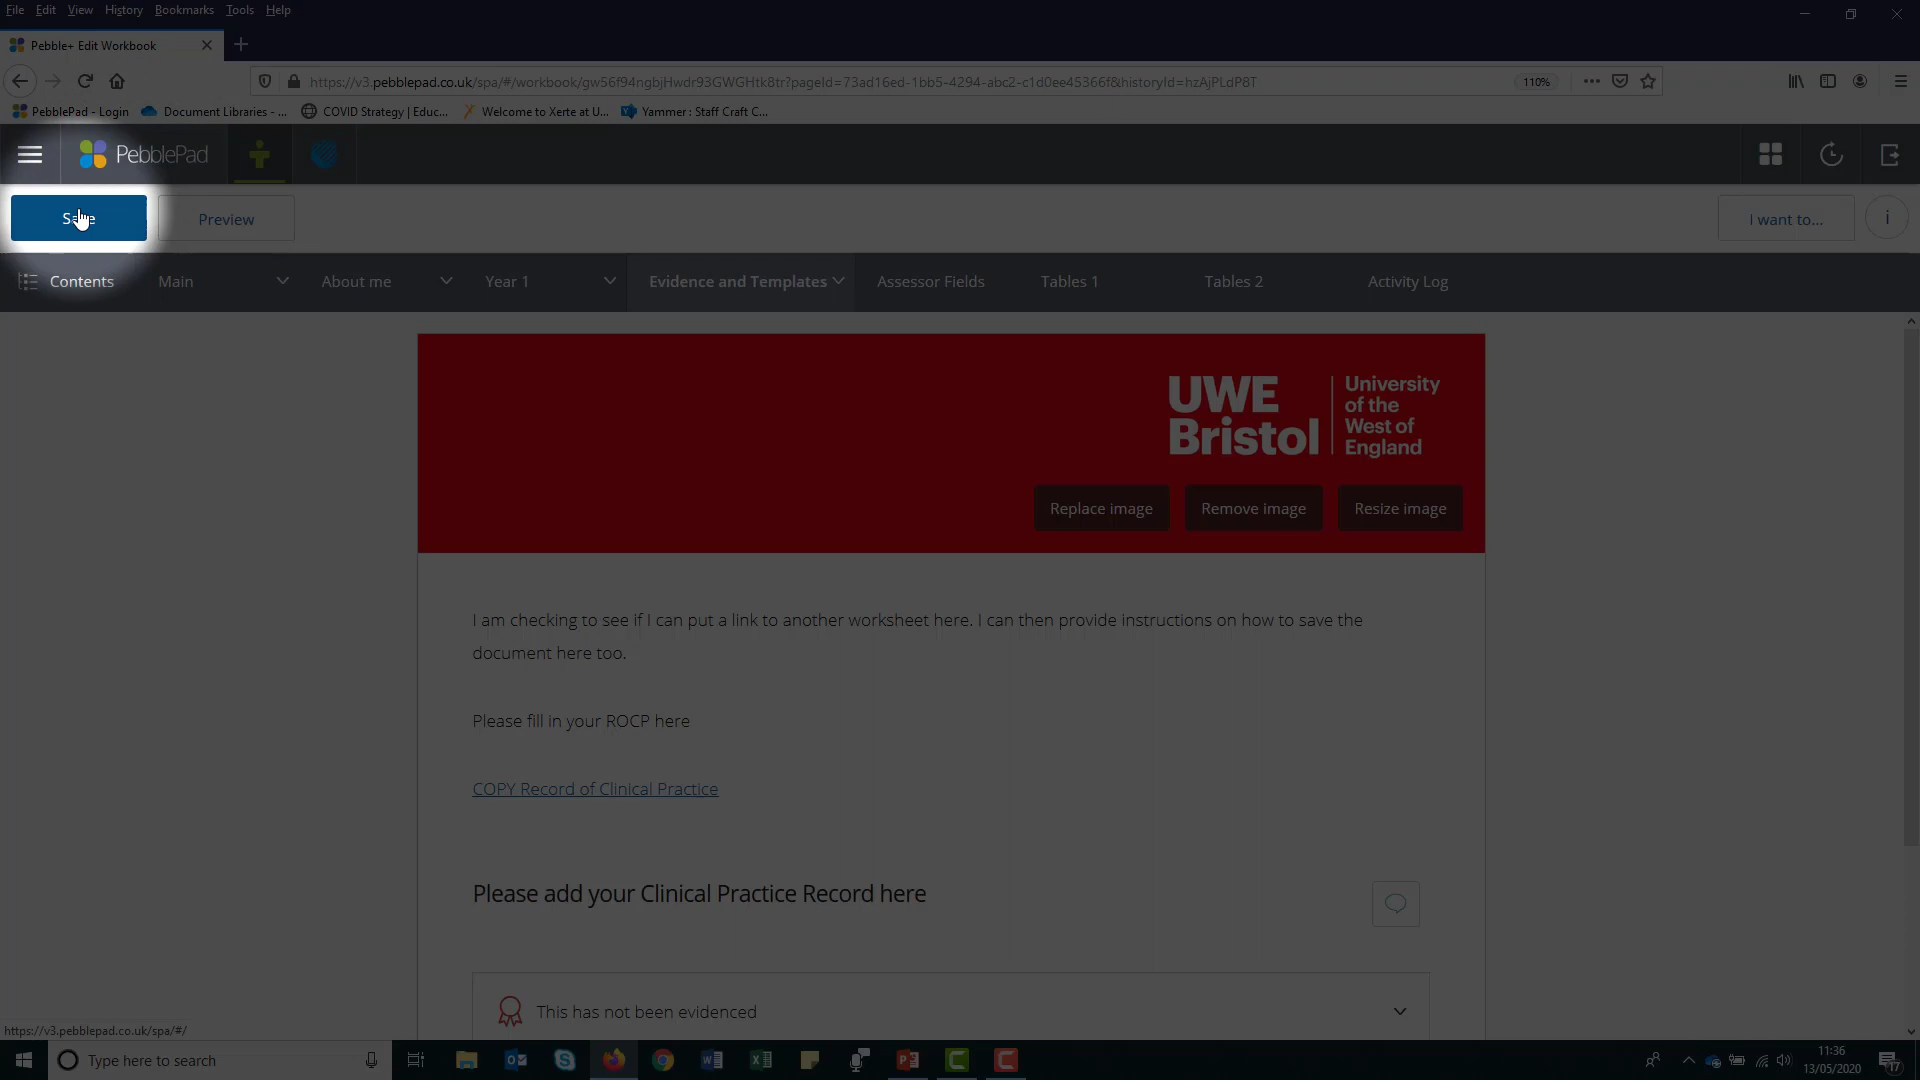 File Edit View History Bookmarks Tools Help
Pebble+ Edit Workbook
https://v3.pebblepad.co.uk/spa/#/workbook/gw56f94ngbjHwdr93GWGHtk8tr?pageId=73ad16ed-1bb5-4294-abc2-c1d0ee45366f&historyId=hzAjPLdP8T 110%
PebblePad - Login Document Libraries - ... COVID Strategy | Educ... Welcome to Xerte at U... Yammer : Staff Craft C...
PebblePad
Save Preview I want to... i
Contents Main About me Year 1 Evidence and Templates Assessor Fields Tables 1 Tables 2 Activity Log
UWE Bristol
University
of the
West of
England
Replace image Remove image Resize image
I am checking to see if I can put a link to another worksheet here. I can then provide instructions on how to save the
document here too.
Please fill in your ROCP here
COPY Record of Clinical Practice
Please add your Clinical Practice Record here
This has not been evidenced
https://v3.pebblepad.co.uk/spa/#/
Type here to search
11:36
13/05/2020
17